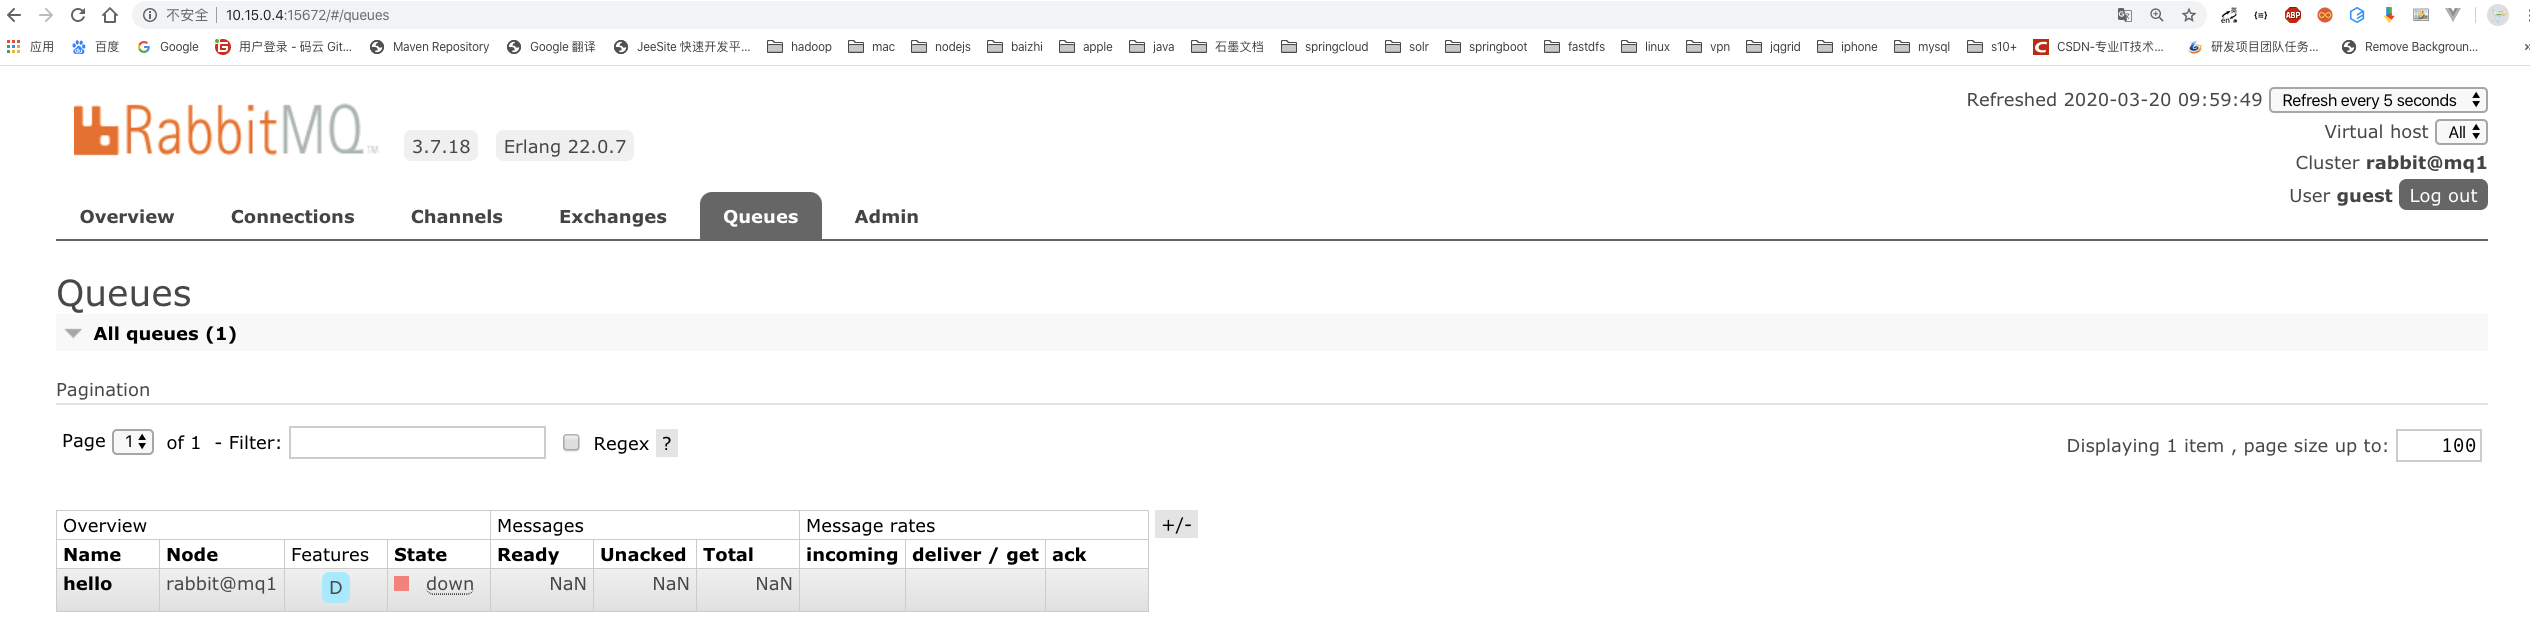 不安全 | 10.15.0.4:15672/#/queues
应用 百度 Google 用户登录 - 码云 Git... Maven Repository Google 翻译 JeeSite 快速开发平... hadoop mac nodejs baizhi apple java 石墨文档 springcloud solr springboot fastdfs linux vpn jqgrid iphone mysql s10+ CSDN-专业IT技术... 研发项目团队任务... Remove Backgroun... »
RabbitMQ™ 3.7.18 Erlang 22.0.7
Refreshed 2020-03-20 09:59:49 Refresh every 5 seconds
Virtual host All
Cluster rabbit@mq1
User guest Log out
Overview Connections Channels Exchanges Queues Admin
Queues
All queues (1)
Pagination
Page 1 of 1 - Filter: Regex ? Displaying 1 item , page size up to: 100
Overview Messages Message rates +/-
Name Node Features State Ready Unacked Total incoming deliver / get ack
hello rabbit@mq1 D down NaN NaN NaN